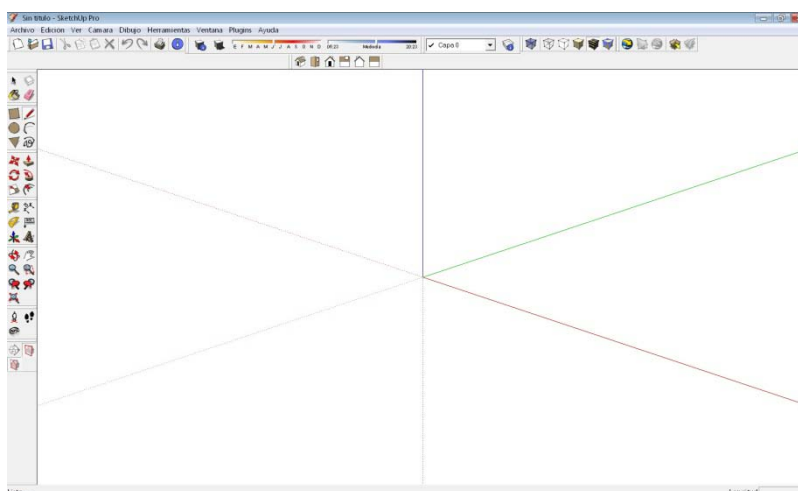 Sin título - SketchUp Pro
Archivo Edición Ver Cámara Dibujo Herramientas Ventana Plugins Ayuda
E F M A M J J A S O N D Mediodía Capa 0